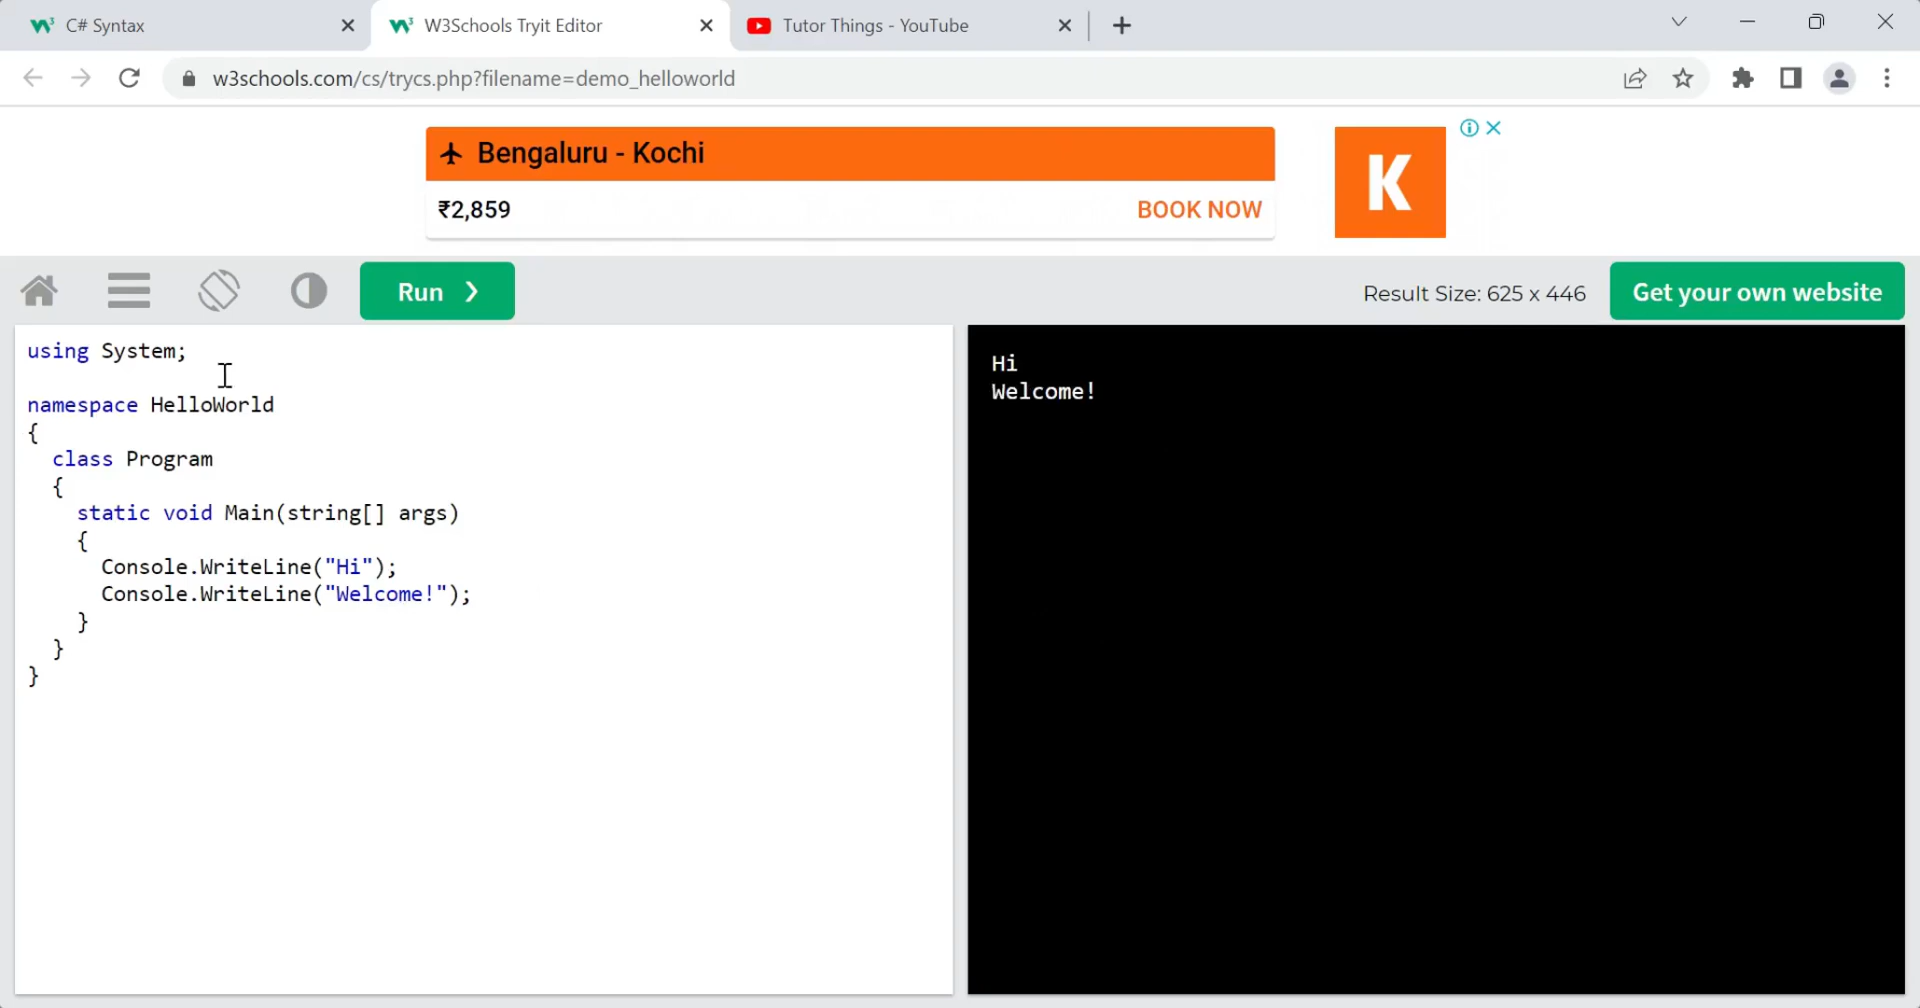 C# Syntax
W3Schools Tryit Editor
Tutor Things - YouTube
w3schools.com/cs/trycs.php?filename=demo_helloworld
Bengaluru - Kochi
₹2,859
BOOK NOW
K
Run ❯
Result Size: 625 x 446
Get your own website
using System;
namespace HelloWorld
{
  class Program
  {
    static void Main(string[] args)
    {
      Console.WriteLine("Hi");
      Console.WriteLine("Welcome!");
    }
  }
}
Hi
Welcome!